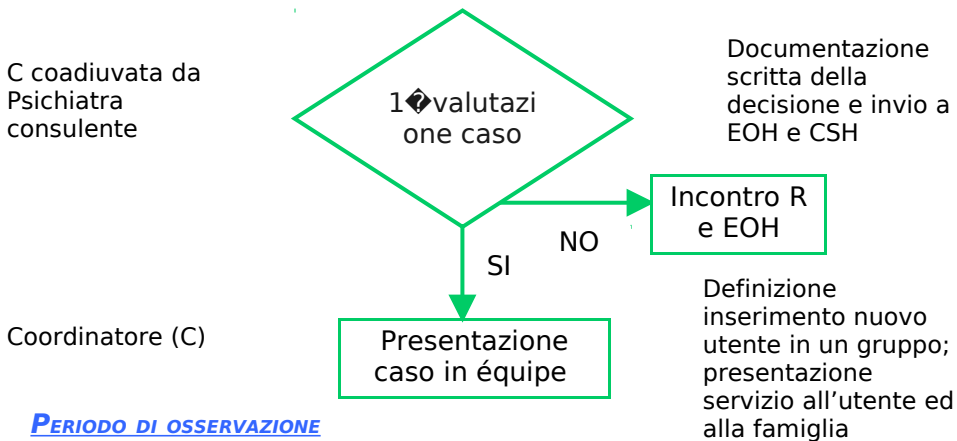 C coadiuvata da
Psichiatra
consulente
1�valutazi
one caso
Documentazione
scritta della
decisione e invio a
EOH e CSH
Incontro R
e EOH
NO
SI
Coordinatore (C)
Presentazione
caso in équipe
Definizione
inserimento nuovo
utente in un gruppo;
presentazione
servizio all’utente ed
alla famiglia
PERIODO DI OSSERVAZIONE